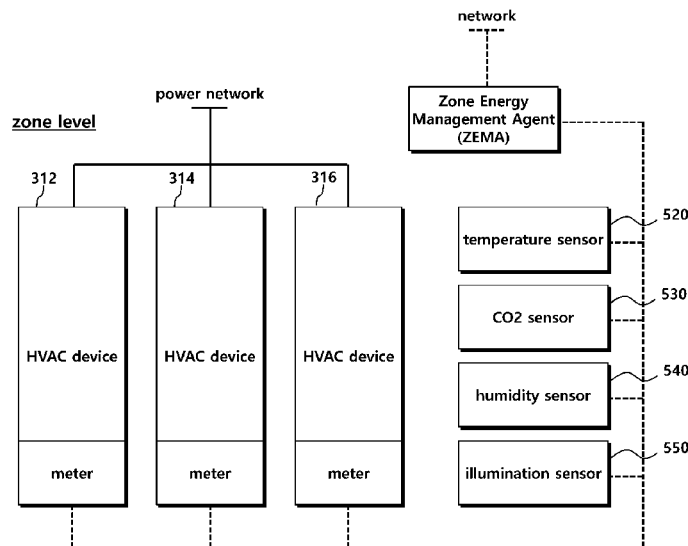 network
power network
zone level
Zone Energy
Management Agent
(ZEMA)
312
314
316
HVAC device
HVAC device
HVAC device
meter
meter
meter
temperature sensor
520
CO2 sensor
530
humidity sensor
540
illumination sensor
550